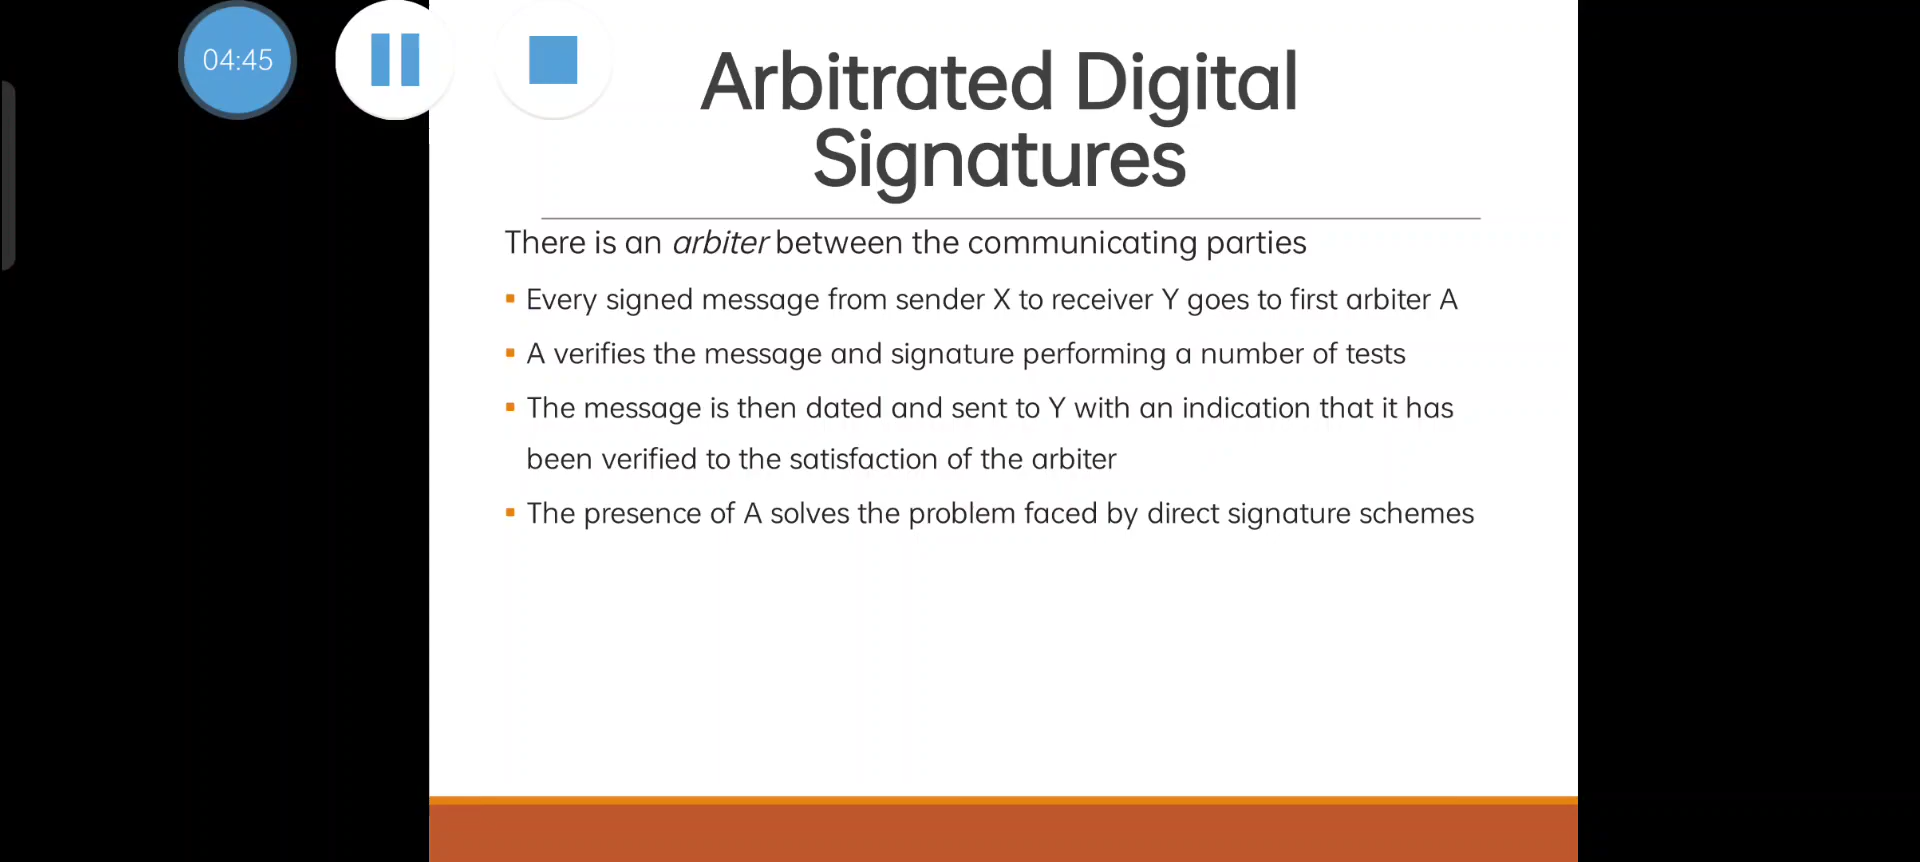 04:45
Arbitrated Digital
Signatures
There is an arbiter between the communicating parties
▪ Every signed message from sender X to receiver Y goes to first arbiter A
▪ A verifies the message and signature performing a number of tests
▪ The message is then dated and sent to Y with an indication that it has
been verified to the satisfaction of the arbiter
▪ The presence of A solves the problem faced by direct signature schemes